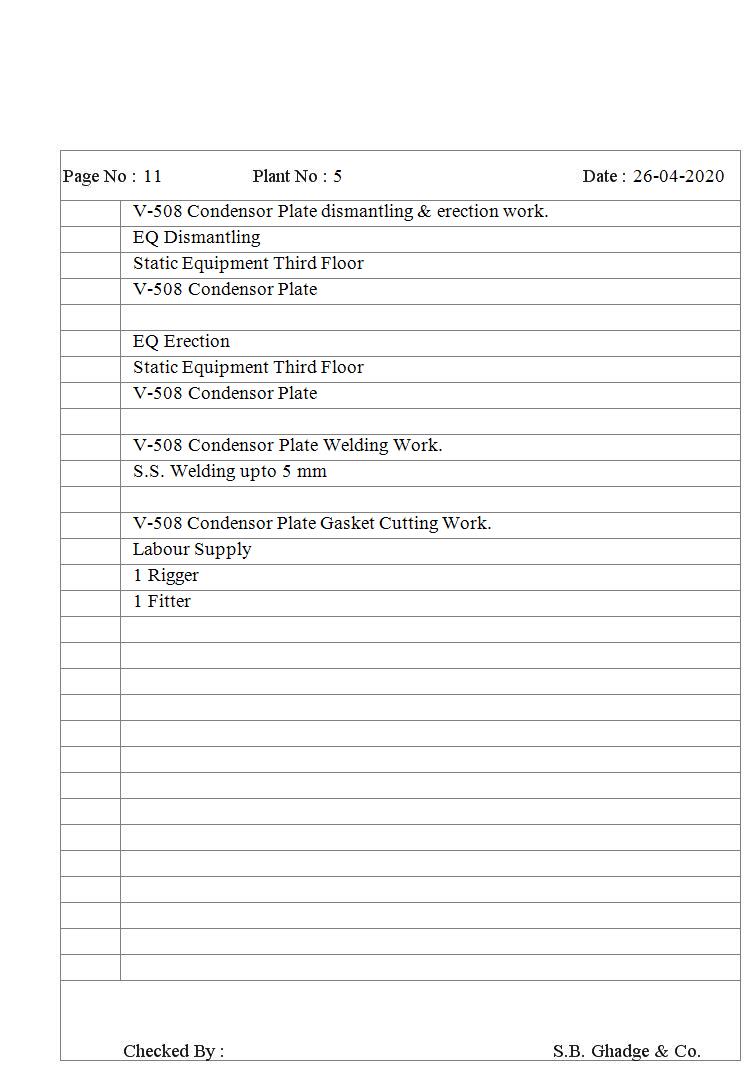 Page No : 11 Plant No : 5 Date : 26-04-2020
V-508 Condensor Plate dismantling & erection work.
EQ Dismantling
Static Equipment Third Floor
V-508 Condensor Plate
EQ Erection
Static Equipment Third Floor
V-508 Condensor Plate
V-508 Condensor Plate Welding Work.
S.S. Welding upto 5 mm
V-508 Condensor Plate Gasket Cutting Work.
Labour Supply
1 Rigger
1 Fitter
Checked By : S.B. Ghadge & Co.